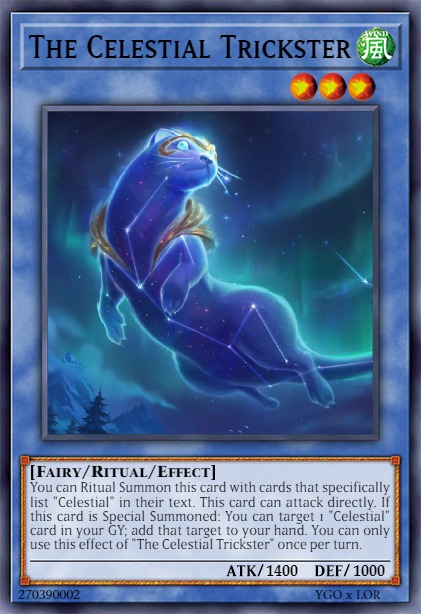 The Celestial Trickster
WIND
風
[Fairy/Ritual/Effect]
You can Ritual Summon this card with cards that specifically
list "Celestial" in their text. This card can attack directly. If
this card is Special Summoned: You can target 1 "Celestial"
card in your GY; add that target to your hand. You can only
use this effect of "The Celestial Trickster" once per turn.
ATK/1400 DEF/1000
270390002 YGO x LOR